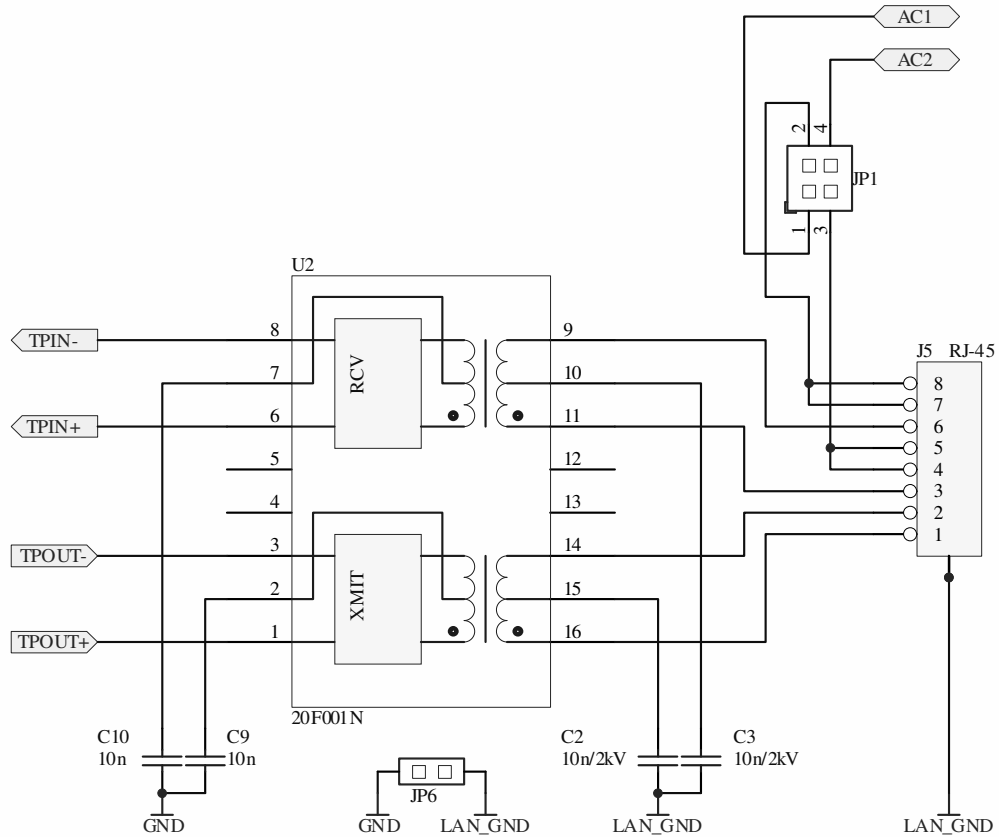 AC1
AC2
2 4
JP1
1 3
U2
J5 RJ-45
TPIN-
8
9
8
7
RCV
10
7
TPIN+
6
11
6
5
5
12
4
4
13
3
2
TPOUT-
3
14
1
2
XMIT
15
TPOUT+
1
16
20F001N
C10
10n
C9
10n
C2
10n/2kV
C3
10n/2kV
JP6
GND
GND
LAN_GND
LAN_GND
LAN_GND